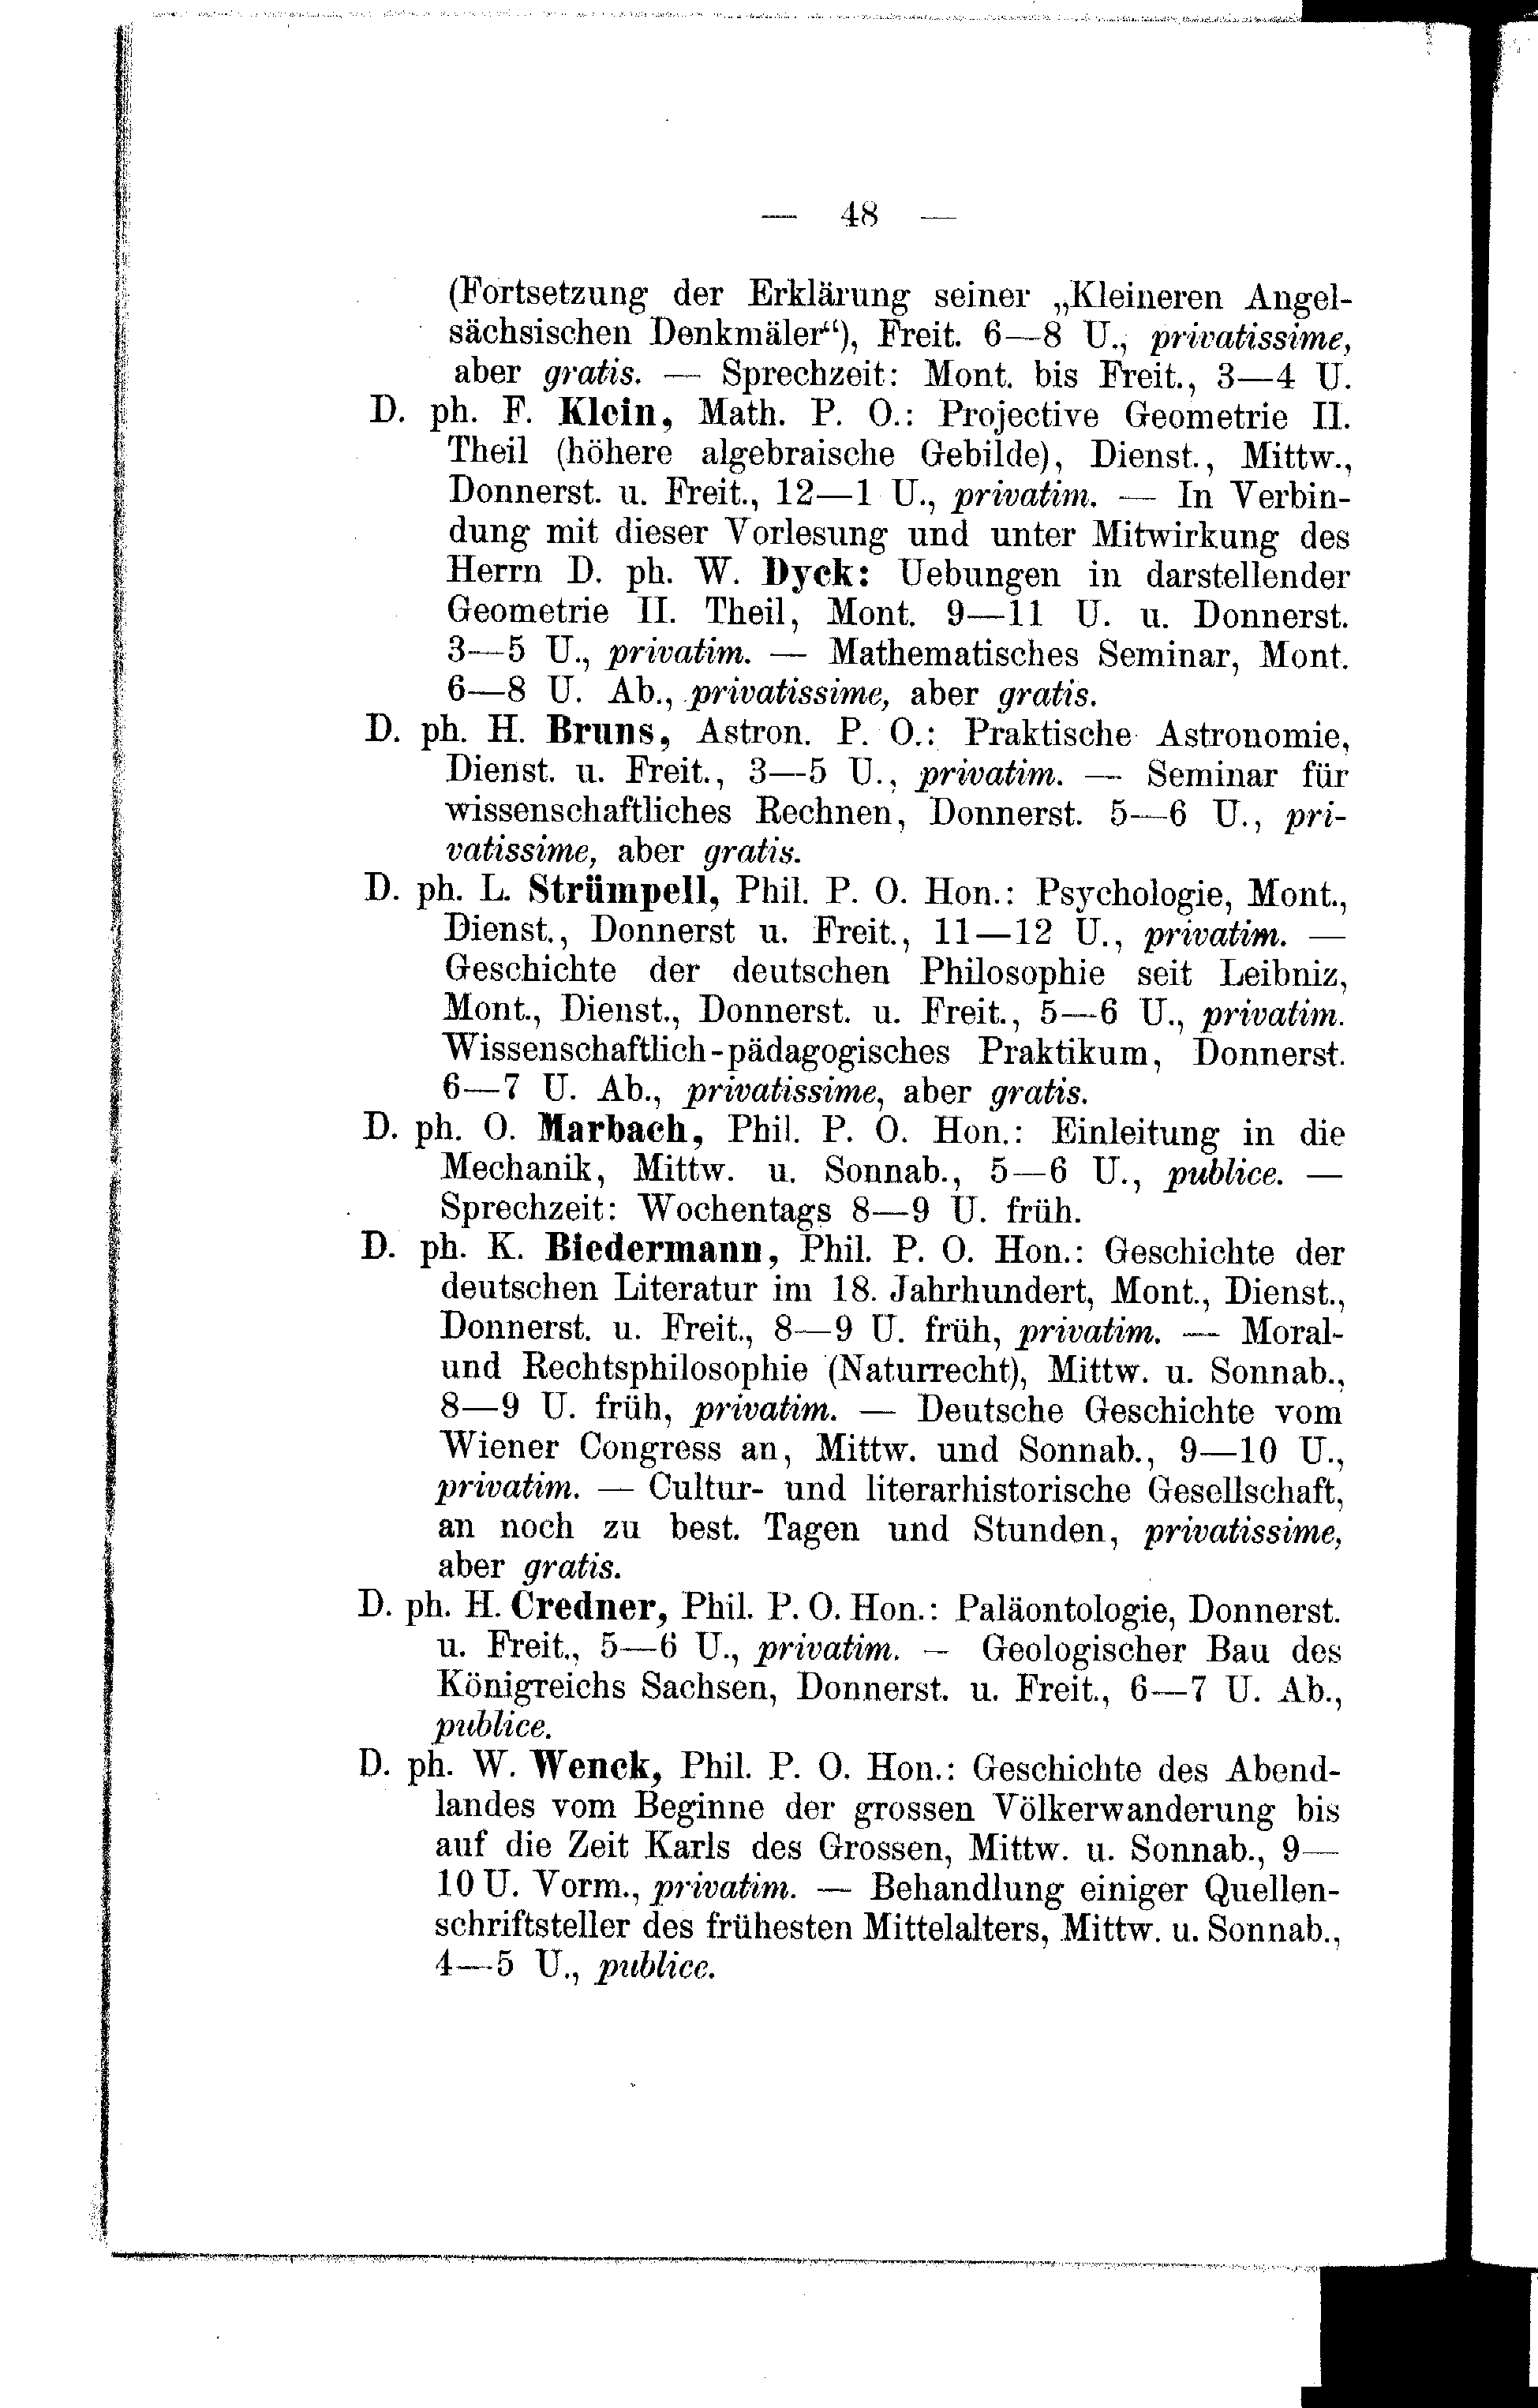 — 48 —
(Fortsetzung der Erklärung seiner „Kleineren Angel-
sächsischen Denkmäler“), Freit. 6—8 U., privatissime,
aber gratis. — Sprechzeit: Mont. bis Freit., 3—4 U.
D. ph. F. Klein, Math. P. O.: Projective Geometrie II.
Theil (höhere algebraische Gebilde), Dienst., Mittw.,
Donnerst. u. Freit., 12—1 U., privatim. — In Verbin-
dung mit dieser Vorlesung und unter Mitwirkung des
Herrn D. ph. W. Dyck: Uebungen in darstellender
Geometrie II. Theil, Mont. 9—11 U. u. Donnerst.
3—5 U., privatim. — Mathematisches Seminar, Mont.
6—8 U. Ab., privatissime, aber gratis.
D. ph. H. Bruns, Astron. P. O.: Praktische Astronomie,
Dienst. u. Freit., 3—5 U., privatim. — Seminar für
wissenschaftliches Rechnen, Donnerst. 5—6 U., pri-
vatissime, aber gratis.
D. ph. L. Strümpell, Phil. P. O. Hon.: Psychologie, Mont.,
Dienst., Donnerst u. Freit., 11—12 U., privatim. —
Geschichte der deutschen Philosophie seit Leibniz,
Mont., Dienst., Donnerst. u. Freit., 5—6 U., privatim.
Wissenschaftlich-pädagogisches Praktikum, Donnerst.
6—7 U. Ab., privatissime, aber gratis.
D. ph. O. Marbach, Phil. P. O. Hon.: Einleitung in die
Mechanik, Mittw. u. Sonnab., 5—6 U., publice. —
Sprechzeit: Wochentags 8—9 U. früh.
D. ph. K. Biedermann, Phil. P. O. Hon.: Geschichte der
deutschen Literatur im 18. Jahrhundert, Mont., Dienst.,
Donnerst. u. Freit., 8—9 U. früh, privatim. — Moral-
und Rechtsphilosophie (Naturrecht), Mittw. u. Sonnab.,
8—9 U. früh, privatim. — Deutsche Geschichte vom
Wiener Congress an, Mittw. und Sonnab., 9—10 U.,
privatim. — Cultur- und literarhistorische Gesellschaft,
an noch zu best. Tagen und Stunden, privatissime,
aber gratis.
D. ph. H. Credner, Phil. P. O. Hon.: Paläontologie, Donnerst.
u. Freit., 5—6 U., privatim. — Geologischer Bau des
Königreichs Sachsen, Donnerst. u. Freit., 6—7 U. Ab.,
publice.
D. ph. W. Wenck, Phil. P. O. Hon.: Geschichte des Abend-
landes vom Beginne der grossen Völkerwanderung bis
auf die Zeit Karls des Grossen, Mittw. u. Sonnab., 9—
10 U. Vorm., privatim. — Behandlung einiger Quellen-
schriftsteller des frühesten Mittelalters, Mittw. u. Sonnab.,
4—5 U., publice.